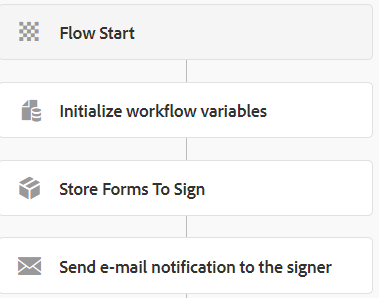 Flow Start
Initialize workflow variables
Store Forms To Sign
Send e-mail notification to the signer